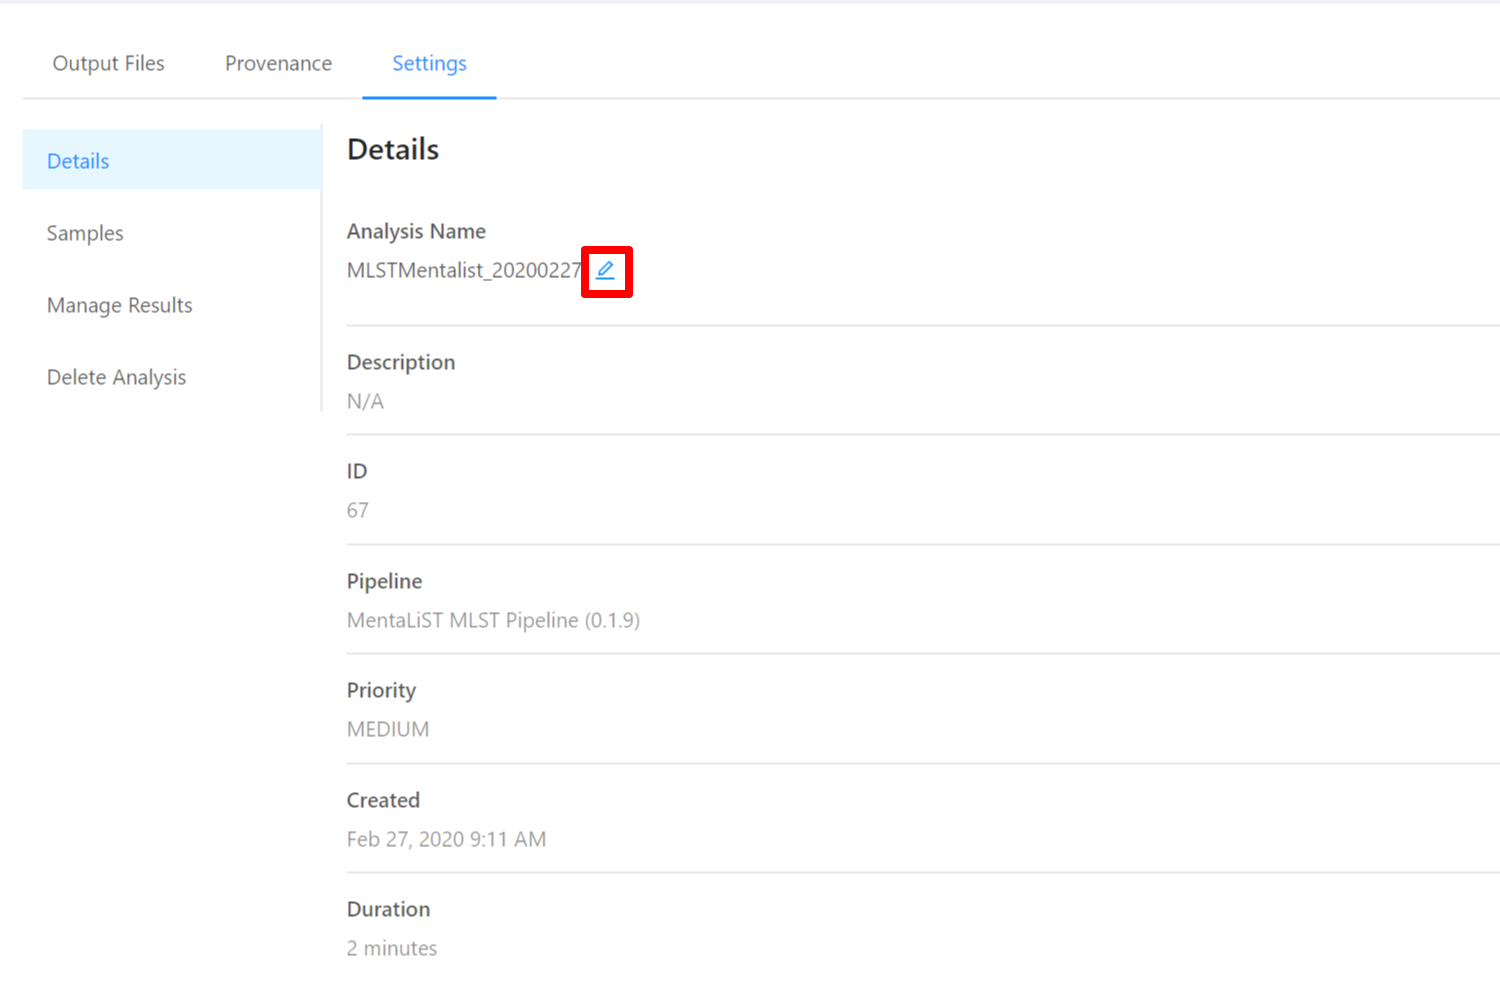 Output Files
Provenance
Settings
Details
Samples
Manage Results
Delete Analysis
Details
Analysis Name
MLSTMentalist_20200227
Description
N/A
ID
67
Pipeline
MentaLiST MLST Pipeline (0.1.9)
Priority
MEDIUM
Created
Feb 27, 2020 9:11 AM
Duration
2 minutes